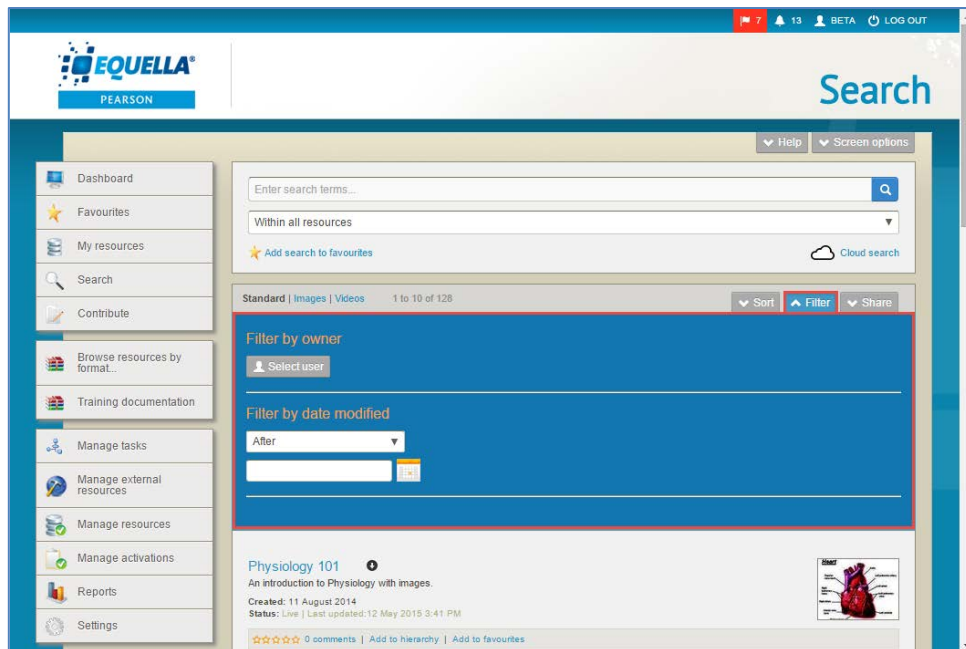 7 13 BETA LOG OUT
EQUELLA®
PEARSON
Search
Help Screen options
Dashboard
Favourites
My resources
Search
Contribute
Browse resources by
format...
Training documentation
Manage tasks
Manage external
resources
Manage resources
Manage activations
Reports
Settings
Enter search terms...
Within all resources
Add search to favourites Cloud search
Standard | Images | Videos 1 to 10 of 128 Sort Filter Share
Filter by owner
Select user
Filter by date modified
After
Physiology 101
An introduction to Physiology with images.
Created: 11 August 2014
Status: Live | Last updated:12 May 2015 3:41 PM
0 comments | Add to hierarchy | Add to favourites
Heart